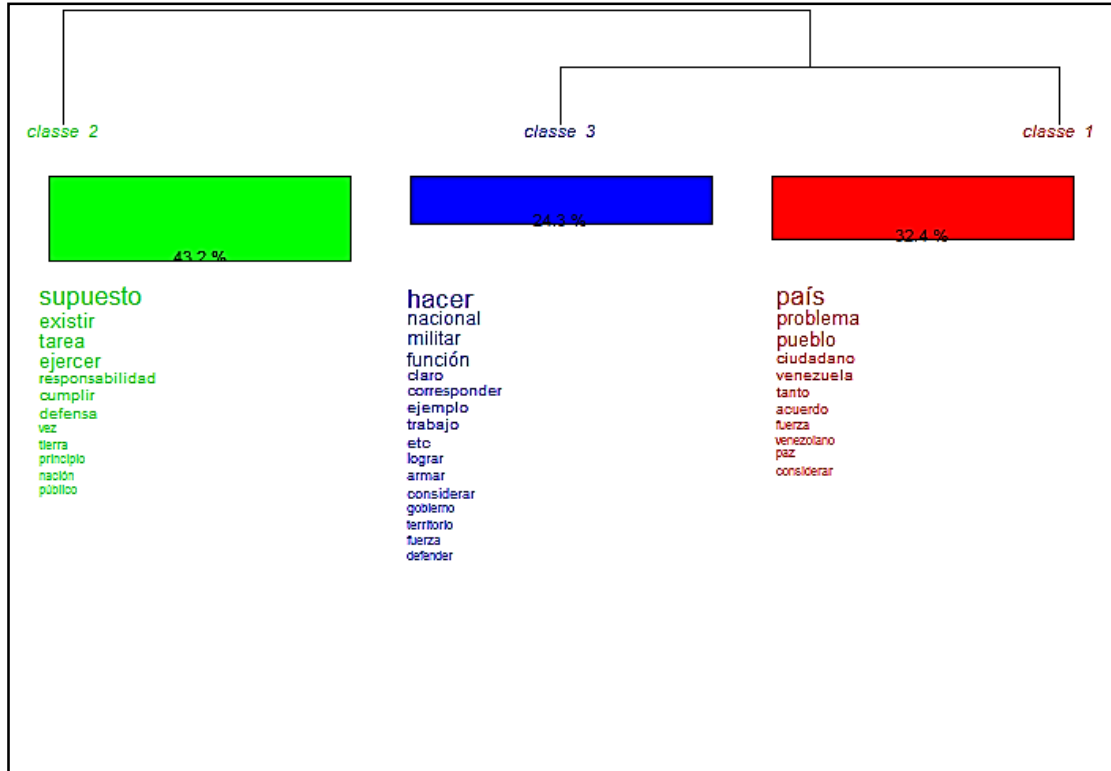 classe 2
classe 3
classe 1
43.2 %
24.3 %
32.4 %
supuesto
existir
tarea
ejercer
responsabilidad
cumplir
defensa
vez
tierra
principio
nación
público
hacer
nacional
militar
función
claro
corresponder
ejemplo
trabajo
etc
lograr
armar
considerar
gobierno
territorio
fuerza
defender
país
problema
pueblo
ciudadano
venezuela
tanto
acuerdo
fuerza
venezolano
paz
considerar